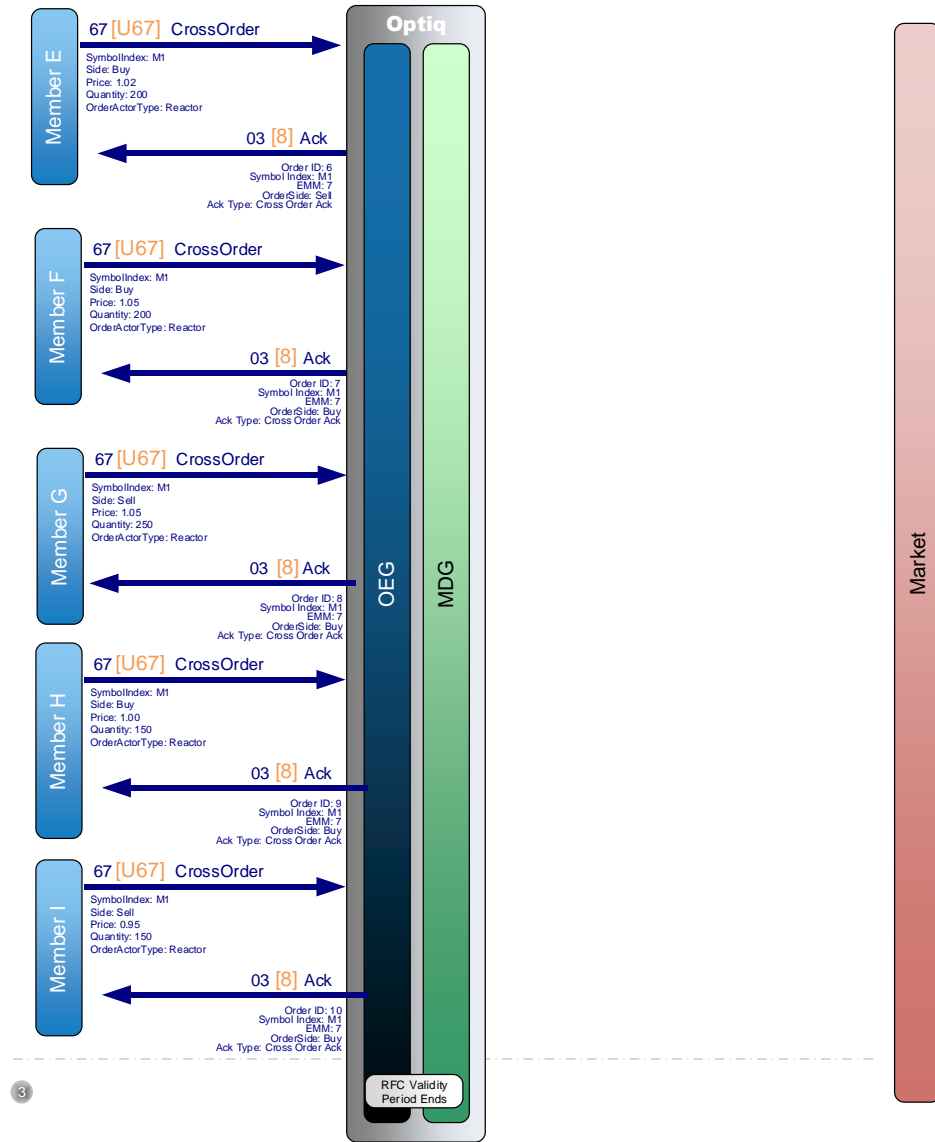 Optiq
Member E
67 [U67] CrossOrder
SymbolIndex: M1
Side: Buy
Price: 1.02
Quantity: 200
OrderActorType: Reactor
03 [8] Ack
Order ID: 6
Symbol Index: M1
EMM: 7
OrderSide: Sell
Ack Type: Cross Order Ack
Member F
67 [U67] CrossOrder
SymbolIndex: M1
Side: Buy
Price: 1.05
Quantity: 200
OrderActorType: Reactor
03 [8] Ack
Order ID: 7
Symbol Index: M1
EMM: 7
OrderSide: Buy
Ack Type: Cross Order Ack
Member G
67 [U67] CrossOrder
SymbolIndex: M1
Side: Sell
Price: 1.05
Quantity: 250
OrderActorType: Reactor
03 [8] Ack
Order ID: 8
Symbol Index: M1
EMM: 7
OrderSide: Buy
Ack Type: Cross Order Ack
OEG
MDG
Market
Member H
67 [U67] CrossOrder
SymbolIndex: M1
Side: Buy
Price: 1.00
Quantity: 150
OrderActorType: Reactor
03 [8] Ack
Order ID: 9
Symbol Index: M1
EMM: 7
OrderSide: Buy
Ack Type: Cross Order Ack
Member I
67 [U67] CrossOrder
SymbolIndex: M1
Side: Sell
Price: 0.95
Quantity: 150
OrderActorType: Reactor
03 [8] Ack
Order ID: 10
Symbol Index: M1
EMM: 7
OrderSide: Buy
Ack Type: Cross Order Ack
3
RFC Validity
Period Ends